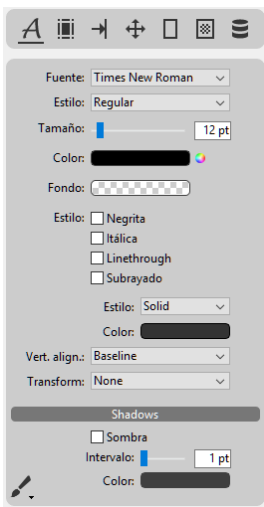 A
Fuente: Times New Roman
Estilo: Regular
Tamaño: 12 pt
Color:
Fondo:
Estilo: Negrita
Itálica
Linethrough
Subrayado
Estilo: Solid
Color:
Vert. align.: Baseline
Transform: None
Shadows
Sombra
Intervalo: 1 pt
Color: